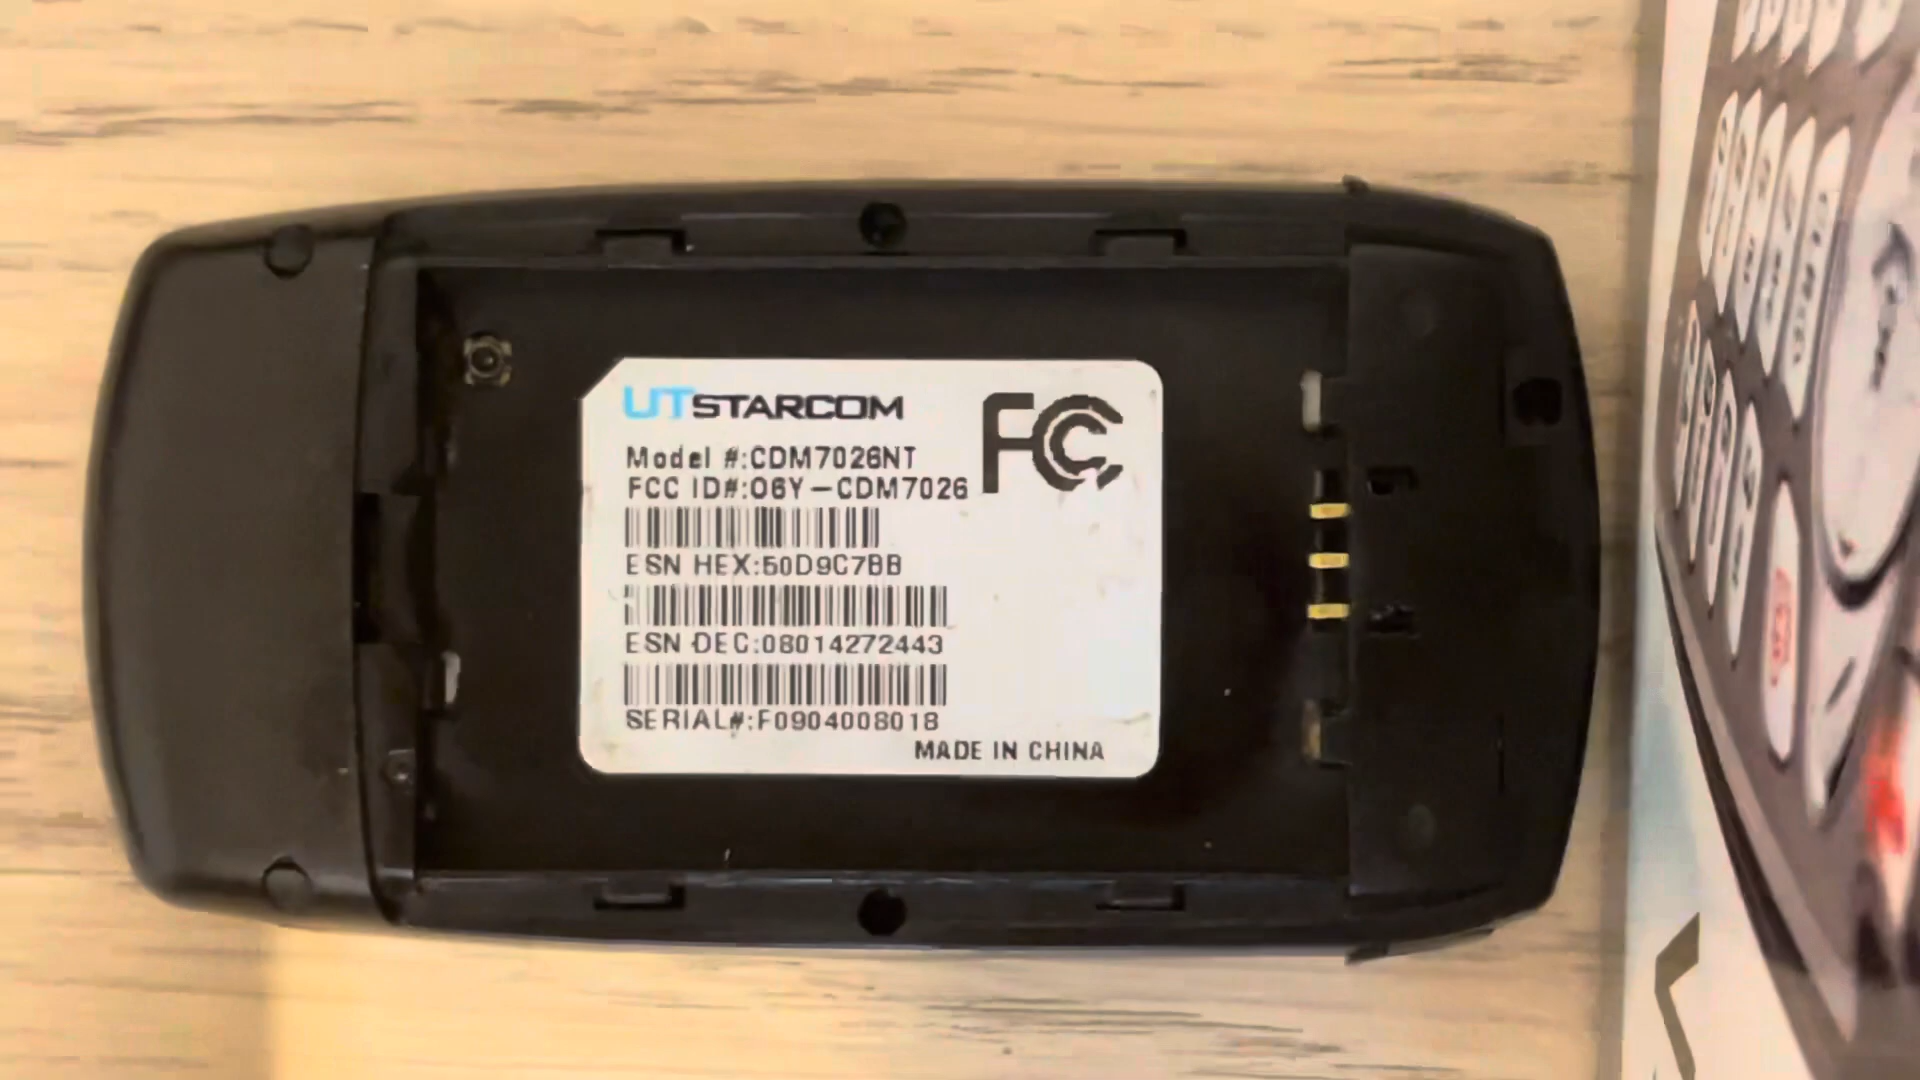 UTSTARCOM
FC
Model #:CDM7026NT
FCC ID#:O6Y-CDM7026
ESN HEX:50D9C7BB
ESN DEC:08014272443
SERIAL#:F0904008018
MADE IN CHINA